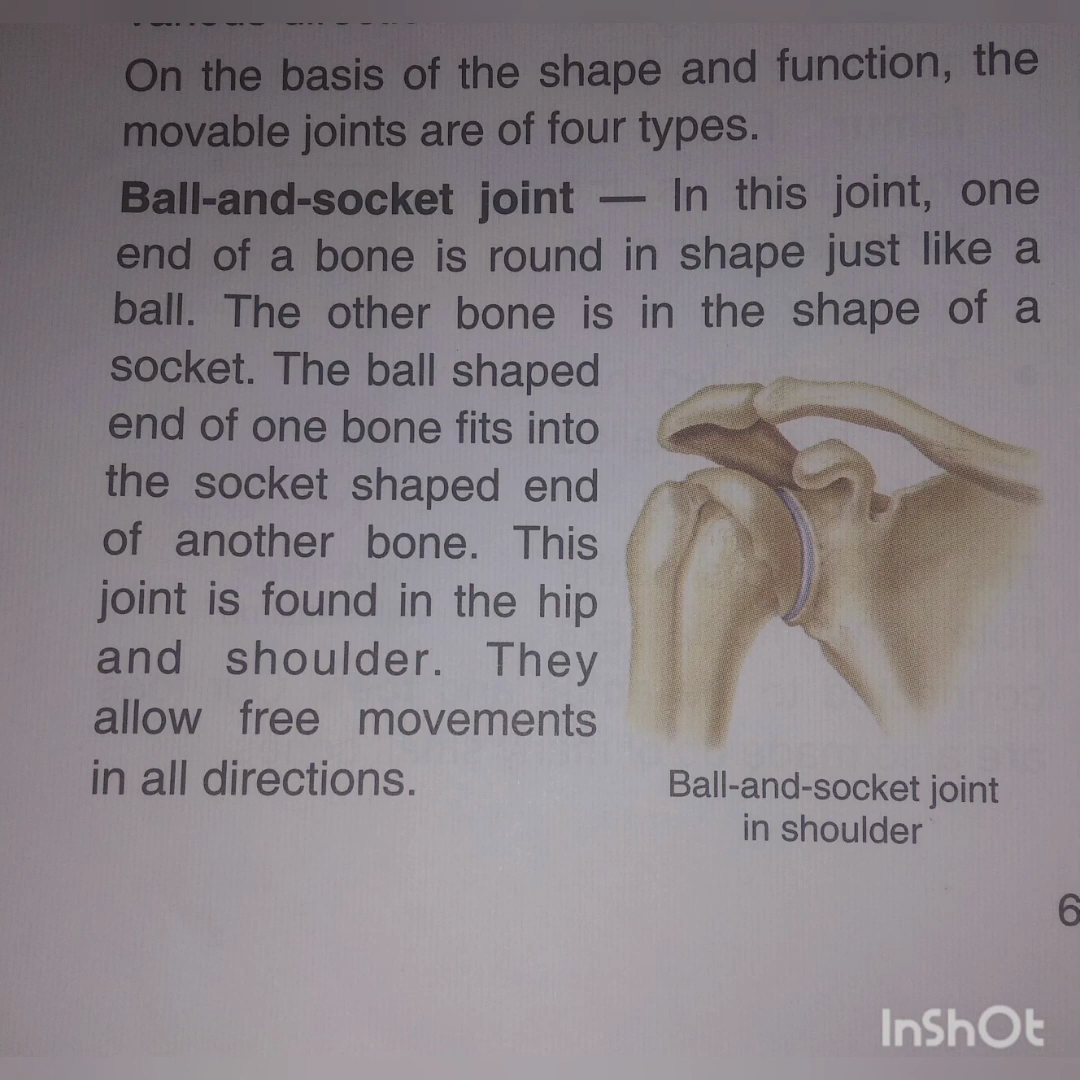 On the basis of the shape and function, the
movable joints are of four types.
Ball-and-socket joint — In this joint, one
end of a bone is round in shape just like a
ball. The other bone is in the shape of a
socket. The ball shaped
end of one bone fits into
the socket shaped end
of another bone. This
joint is found in the hip
and shoulder. They
allow free movements
in all directions.
Ball-and-socket joint
in shoulder
6
InShOt